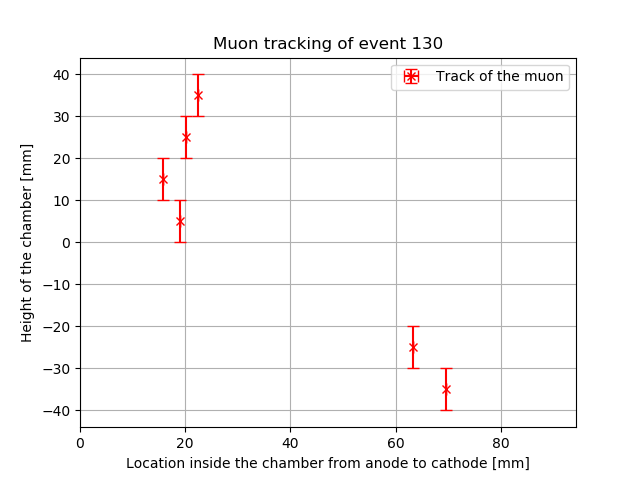 Muon tracking of event 130
Track of the muon
Height of the chamber [mm]
40
30
20
10
0
−10
−20
−30
−40
0 20 40 60 80
Location inside the chamber from anode to cathode [mm]